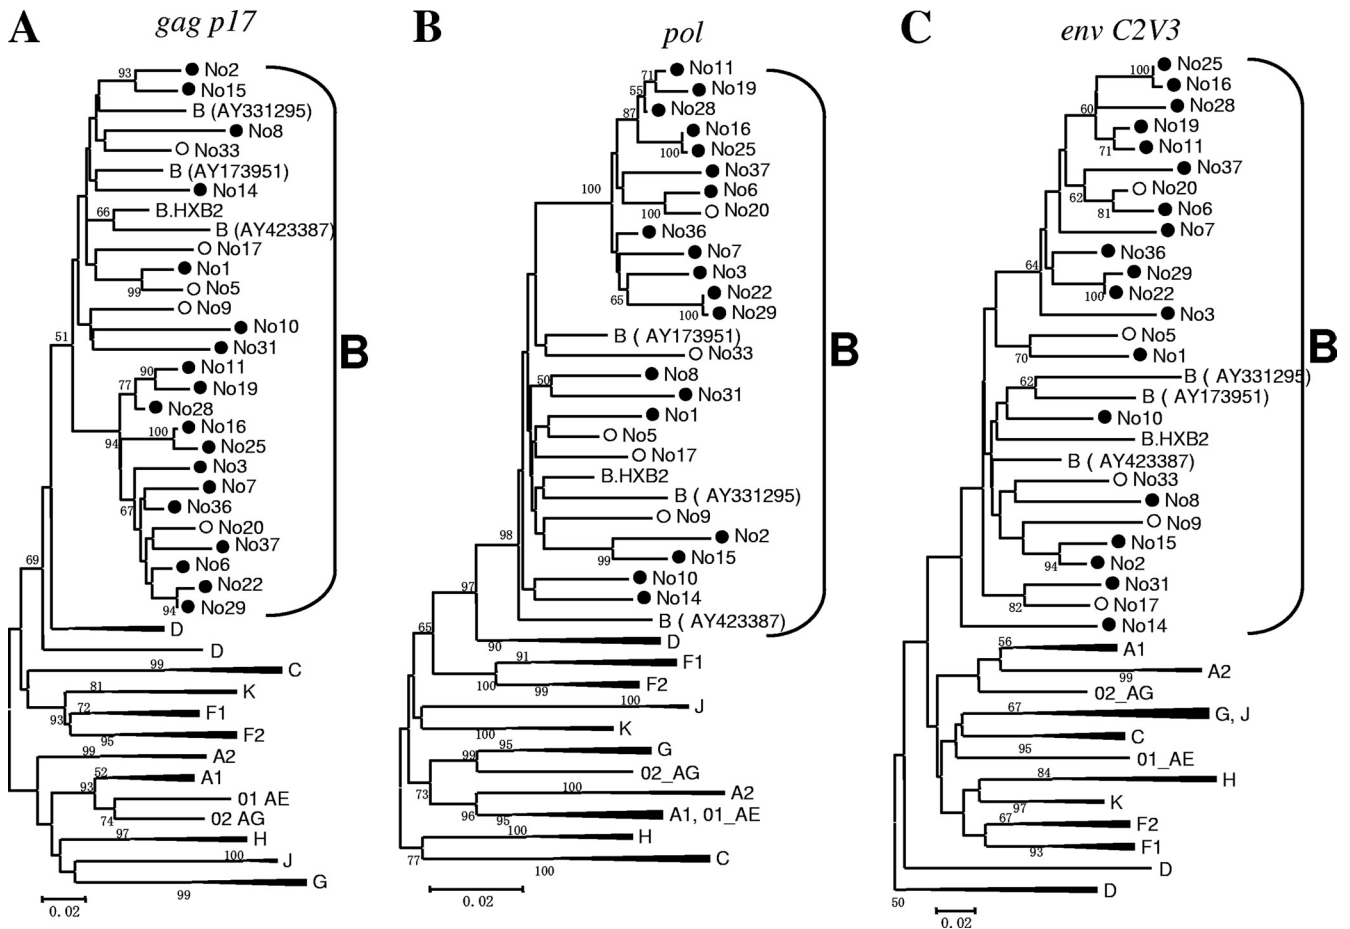 A
gag p17
93
No2
No15
B (AY331295)
No8
No33
B (AY173951)
No14
66
B.HXB2
B (AY423387)
No17
No1
99
No5
No9
No10
No31
51
B
90
No11
77
No19
No28
100
No16
94
No25
No3
No7
67
No36
No20
No37
No6
No22
94
No29
69
D
D
99
C
81
K
72
F1
93
95
F2
99
A2
52
A1
93
01 AE
74
02 AG
97
H
100
J
99
G
0. 02
B
pol
71
No11
55
No19
87
No28
No16
100
No25
No37
100
No6
100
No20
No36
No7
No3
65
No22
100
No29
B ( AY173951)
No33
B
50
No8
No31
No1
No5
No17
B.HXB2
B ( AY331295)
No9
98
No2
99
No15
97
No10
No14
B ( AY423387)
65
90
D
91
F1
100
99
F2
100
J
100
K
99
95
G
02_AG
73
100
A2
96
95
A1, 01_AE
100
H
77
100
C
0. 02
C
env C2V3
100
No25
No16
60
No28
No19
71
No11
No37
62
No20
81
No6
No7
64
No36
No29
100
No22
No3
No5
70
No1
B
62
B ( AY331295)
B ( AY173951)
No10
B.HXB2
B ( AY423387)
No33
No8
No9
No15
94
No2
No31
82
No17
No14
56
A1
99
A2
02_AG
67
G, J
C
95
01_AE
84
H
97
K
67
F2
93
F1
D
50
D
0. 02